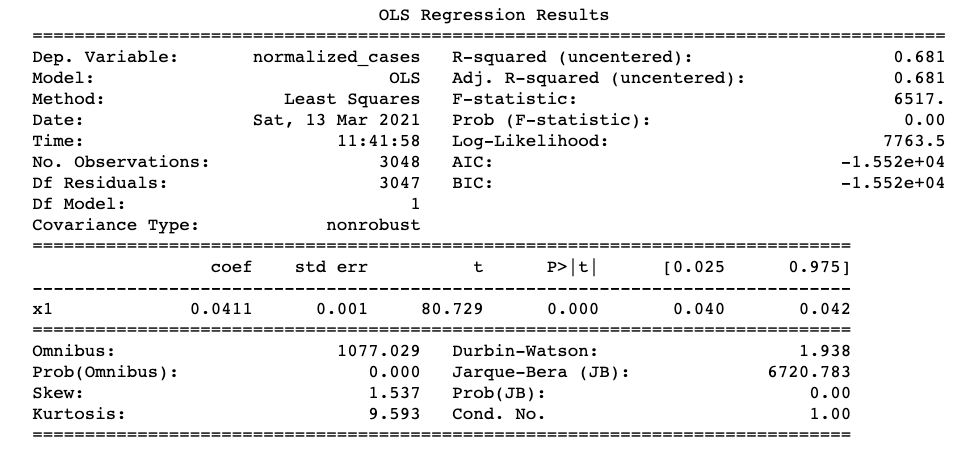 OLS Regression Results
==============================================================================
Dep. Variable: normalized_cases R-squared (uncentered): 0.681
Model: OLS Adj. R-squared (uncentered): 0.681
Method: Least Squares F-statistic: 6517.
Date: Sat, 13 Mar 2021 Prob (F-statistic): 0.00
Time: 11:41:58 Log-Likelihood: 7763.5
No. Observations: 3048 AIC: -1.552e+04
Df Residuals: 3047 BIC: -1.552e+04
Df Model: 1
Covariance Type: nonrobust
==============================================================================
coef std err t P>|t| [0.025 0.975]
------------------------------------------------------------------------------
x1 0.0411 0.001 80.729 0.000 0.040 0.042
==============================================================================
Omnibus: 1077.029 Durbin-Watson: 1.938
Prob(Omnibus): 0.000 Jarque-Bera (JB): 6720.783
Skew: 1.537 Prob(JB): 0.00
Kurtosis: 9.593 Cond. No. 1.00
==============================================================================